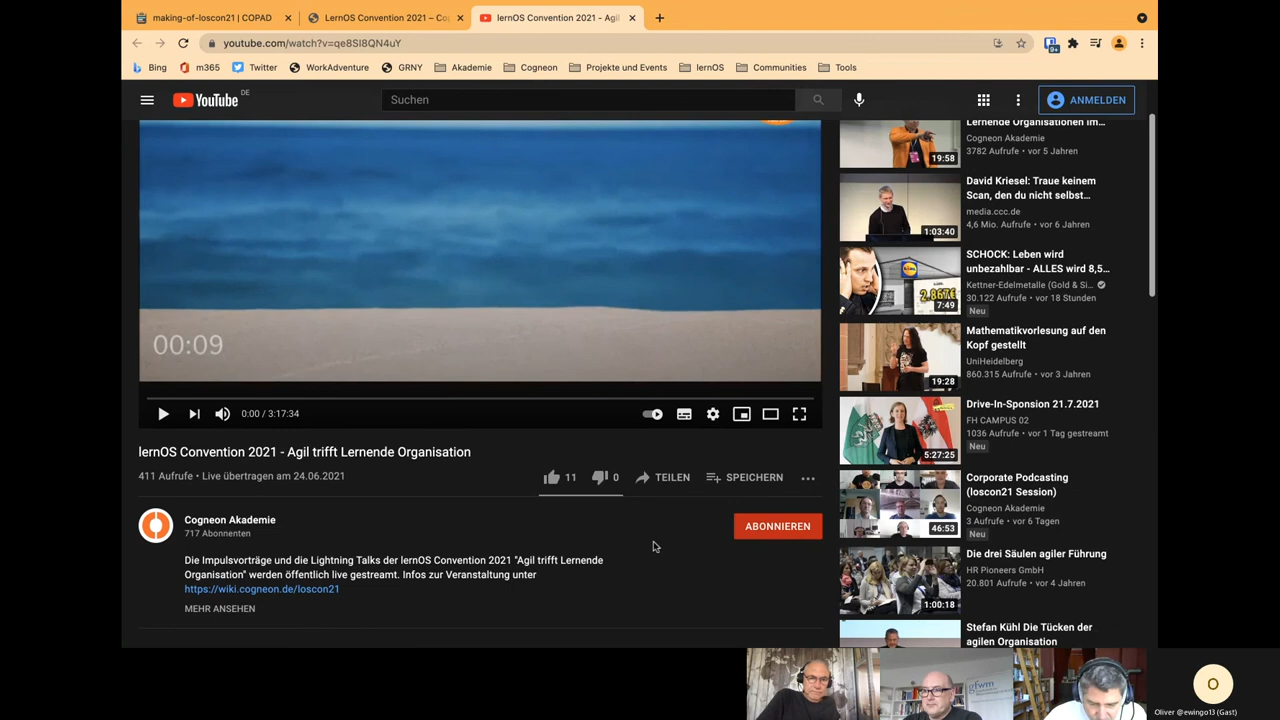 making-of-loscon21 | COPAD
LernOS Convention 2021 – Co
lernOS Convention 2021 - Agil
youtube.com/watch?v=qe8SI8QN4uY
9+
Bing
m365
Twitter
WorkAdventure
GRNY
Akademie
Cogneon
Projekte und Events
lernOS
Communities
Tools
YouTube DE
Suchen
ANMELDEN
00:09
0:00 / 3:17:34
lernOS Convention 2021 - Agil trifft Lernende Organisation
411 Aufrufe • Live übertragen am 24.06.2021
11
0
TEILEN
SPEICHERN
Cogneon Akademie
717 Abonnenten
ABONNIEREN
Die Impulsvorträge und die Lightning Talks der lernOS Convention 2021 "Agil trifft Lernende
Organisation" werden öffentlich live gestreamt. Infos zur Veranstaltung unter
https://wiki.cogneon.de/loscon21
MEHR ANSEHEN
Lernende Organisationen im...
Cogneon Akademie
3782 Aufrufe • vor 5 Jahren
19:58
David Kriesel: Traue keinem
Scan, den du nicht selbst...
media.ccc.de
4,6 Mio. Aufrufe • vor 6 Jahren
1:03:40
SCHOCK: Leben wird
unbezahlbar - ALLES wird 8,5...
Kettner-Edelmetalle (Gold & Si...
30.122 Aufrufe • vor 18 Stunden
Neu
2.867€
7:49
Mathematikvorlesung auf den
Kopf gestellt
UniHeidelberg
860.315 Aufrufe • vor 3 Jahren
19:28
Drive-In-Sponsion 21.7.2021
FH CAMPUS 02
1036 Aufrufe • vor 1 Tag gestreamt
Neu
5:27:25
Corporate Podcasting
(loscon21 Session)
Cogneon Akademie
3 Aufrufe • vor 6 Tagen
Neu
46:53
Die drei Säulen agiler Führung
HR Pioneers GmbH
20.801 Aufrufe • vor 4 Jahren
1:00:18
Stefan Kühl Die Tücken der
agilen Organisation
gfwm
O
Oliver @ewingo13 (Gast)